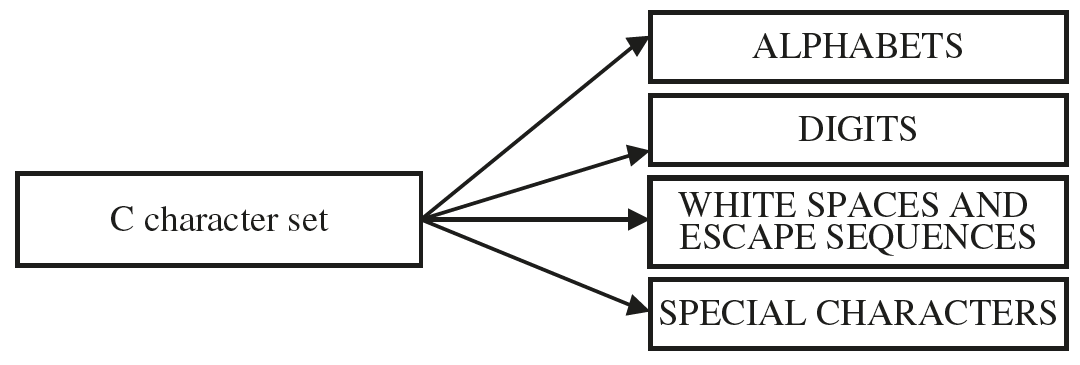 ALPHABETS
DIGITS
C character set
WHITE SPACES AND
ESCAPE SEQUENCES
SPECIAL CHARACTERS